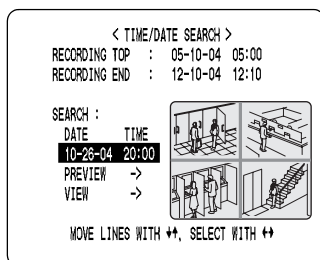 < TIME/DATE SEARCH >
RECORDING TOP : 05-10-04 05:00
RECORDING END : 12-10-04 12:10
SEARCH :
DATE TIME
10-26-04 20:00
PREVIEW ->
VIEW ->
MOVE LINES WITH ↓↑, SELECT WITH ↔